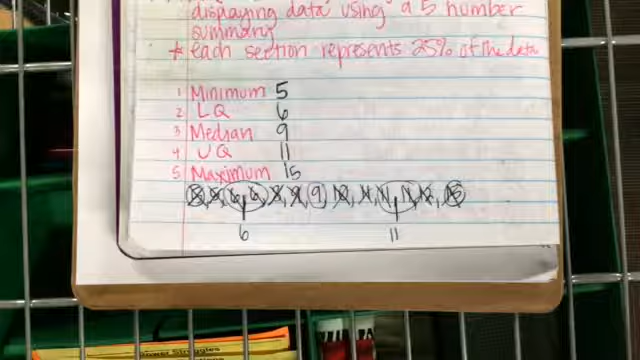 displaying data using a 5 number
summary
* each section represents 25% of the data
1 Minimum 5
2 LQ 6
3 Median 9
4 UQ 11
5 Maximum 15
9
6 11